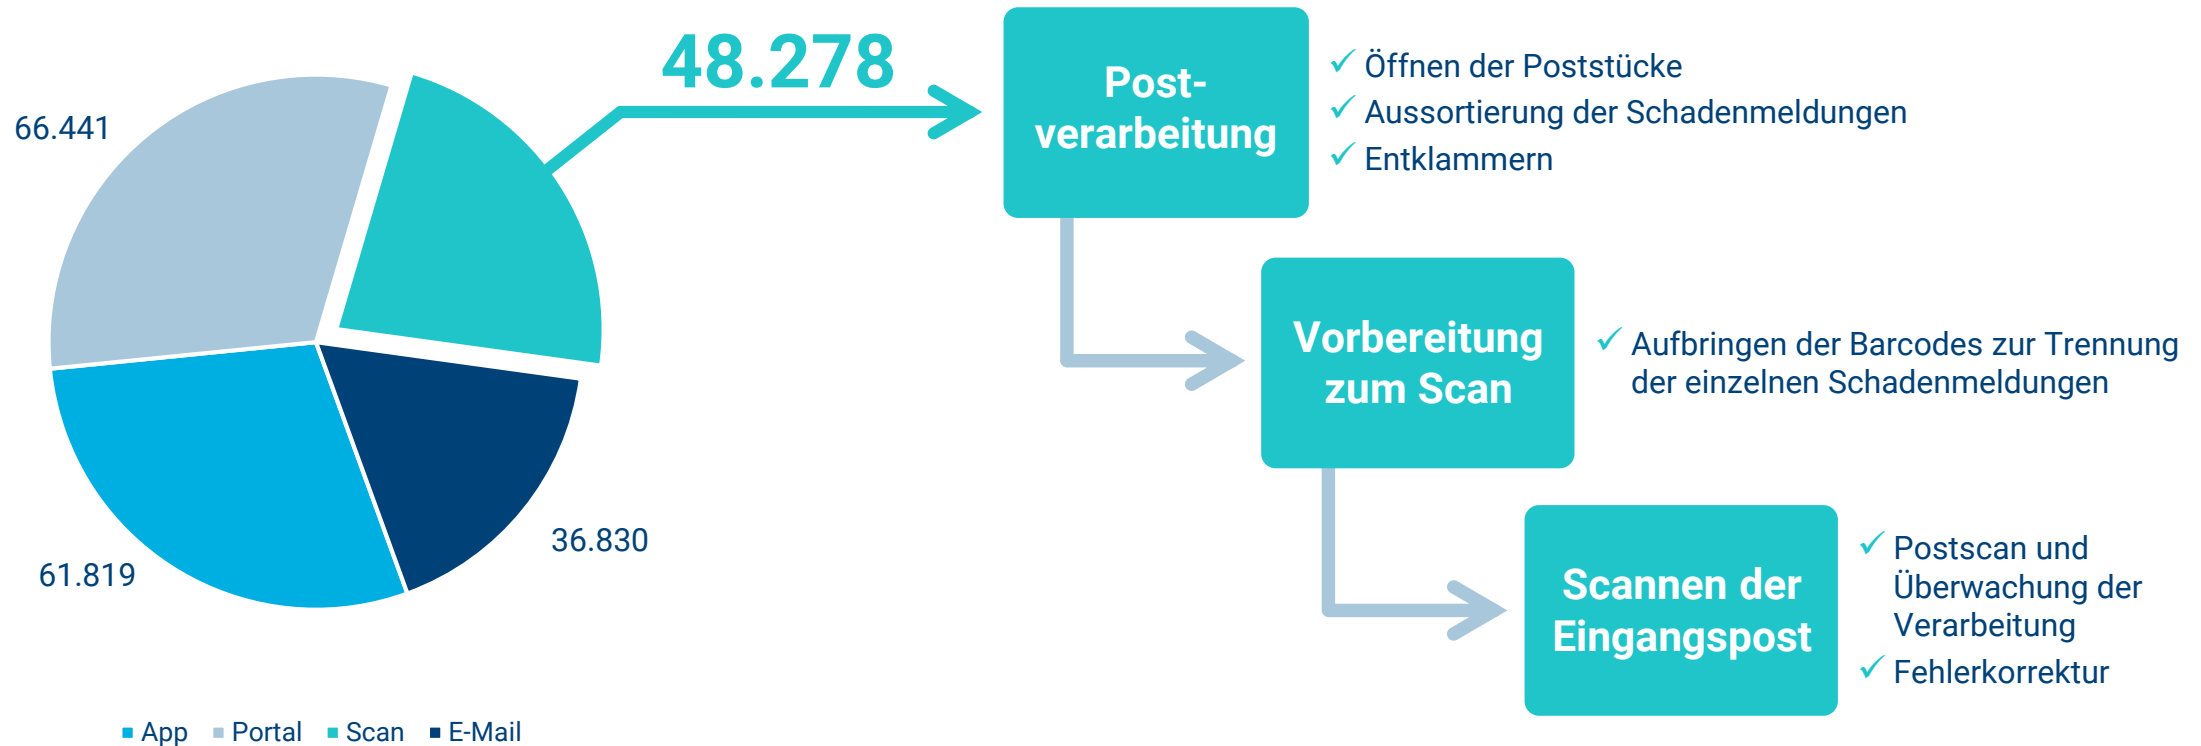 48.278
66.441
61.819
36.830
App
Portal
Scan
E-Mail
Post-
verarbeitung
Öffnen der Poststücke
Aussortierung der Schadenmeldungen
Entklammern
Vorbereitung
zum Scan
Aufbringen der Barcodes zur Trennung
der einzelnen Schadenmeldungen
Scannen der
Eingangspost
Postscan und
Überwachung der
Verarbeitung
Fehlerkorrektur